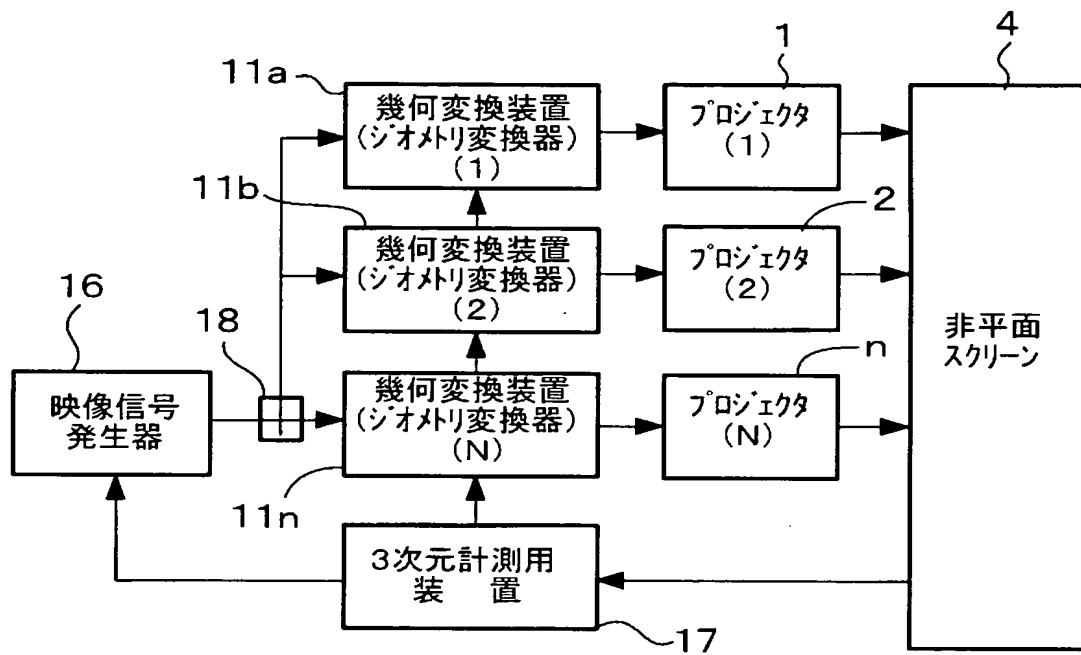 11a
幾何変換装置
(ジオメトリ変換器)
(1)
1
プロジェクタ
(1)
4
11b
幾何変換装置
(ジオメトリ変換器)
(2)
2
プロジェクタ
(2)
非平面
スクリーン
16
映像信号
発生器
18
幾何変換装置
(ジオメトリ変換器)
(N)
11n
n
プロジェクタ
(N)
3次元計測用
装 置
17